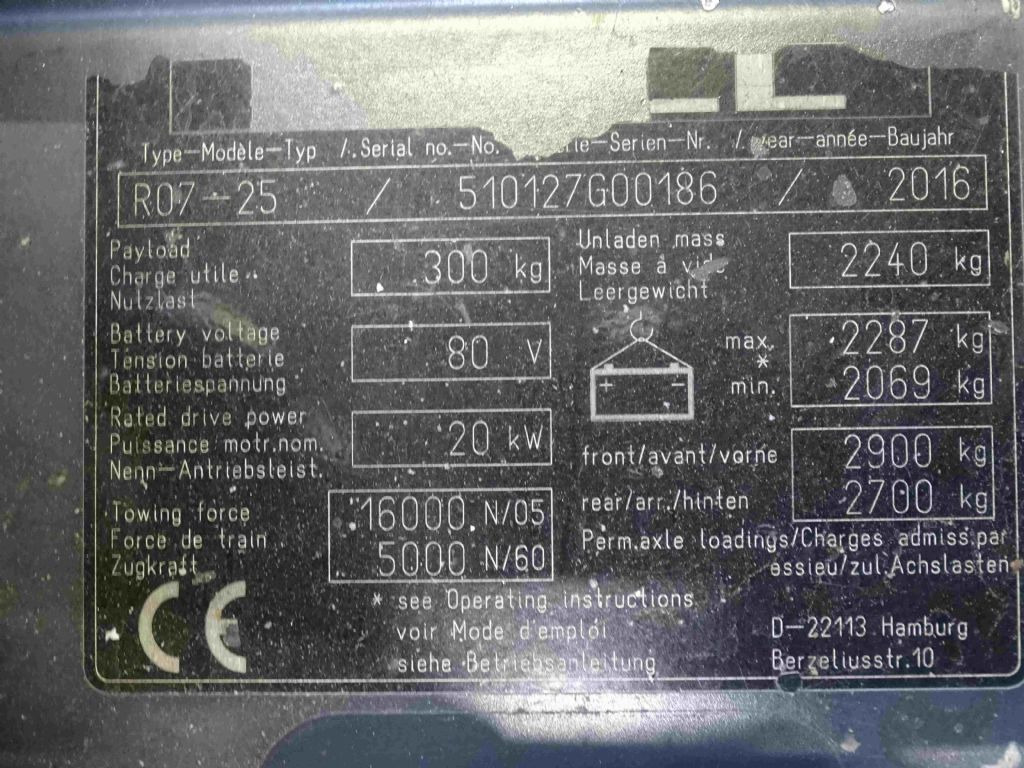 Type-Modèle-Typ / Serial no.-No. -Serien-Nr. / year-année-Baujahr
R07-25 / 510127G00186 / 2016
Payload
Charge utile
Nutzlast
300 kg
Unladen mass
Masse à vide
Leergewicht
2240 kg
Battery voltage
Tension batterie
Batteriespannung
80 V
+ -
max. 2287 kg
*
min. 2069 kg
Rated drive power
Puissance motr.nom.
Nenn-Antriebsleist.
20 kW
front/avant/vorne 2900 kg
rear/arr./hinten 2700 kg
Towing force
Force de train
Zugkraft
16000 N/05
5000 N/60
Perm.axle loadings/Charges admiss.par
essieu/zul.Achslasten
CE
* see Operating instructions
voir Mode d'emploi
siehe Betriebsanleitung
D-22113 Hamburg
Berzeliusstr.10